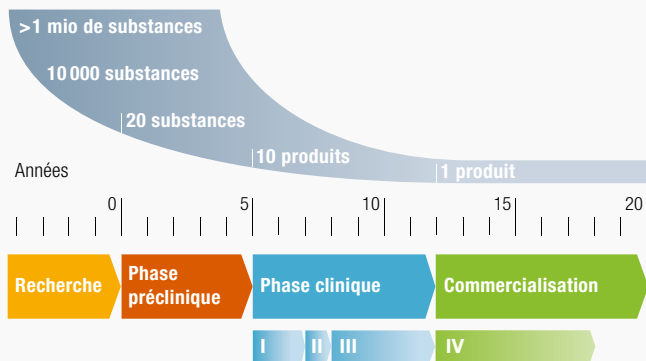 >1 mio de substances
10 000 substances
20 substances
10 produits
1 produit
Années
0 5 10 15 20
Recherche
Phase
préclinique
Phase clinique
Commercialisation
I II III IV